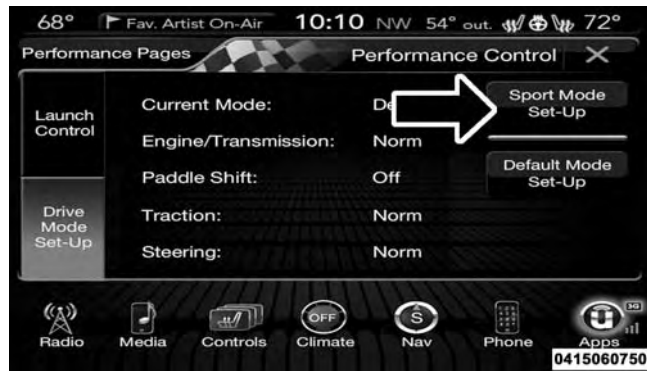 68° Fav. Artist On-Air 10:10 NW 54° out. 72°
Performance Pages Performance Control
Launch
Control
Drive
Mode
Set-Up
Current Mode:
Engine/Transmission: Norm
Paddle Shift: Off
Traction: Norm
Steering: Norm
Sport Mode
Set-Up
Default Mode
Set-Up
Radio Media Controls OFF Climate S Nav Phone 3G Apps
0415060750